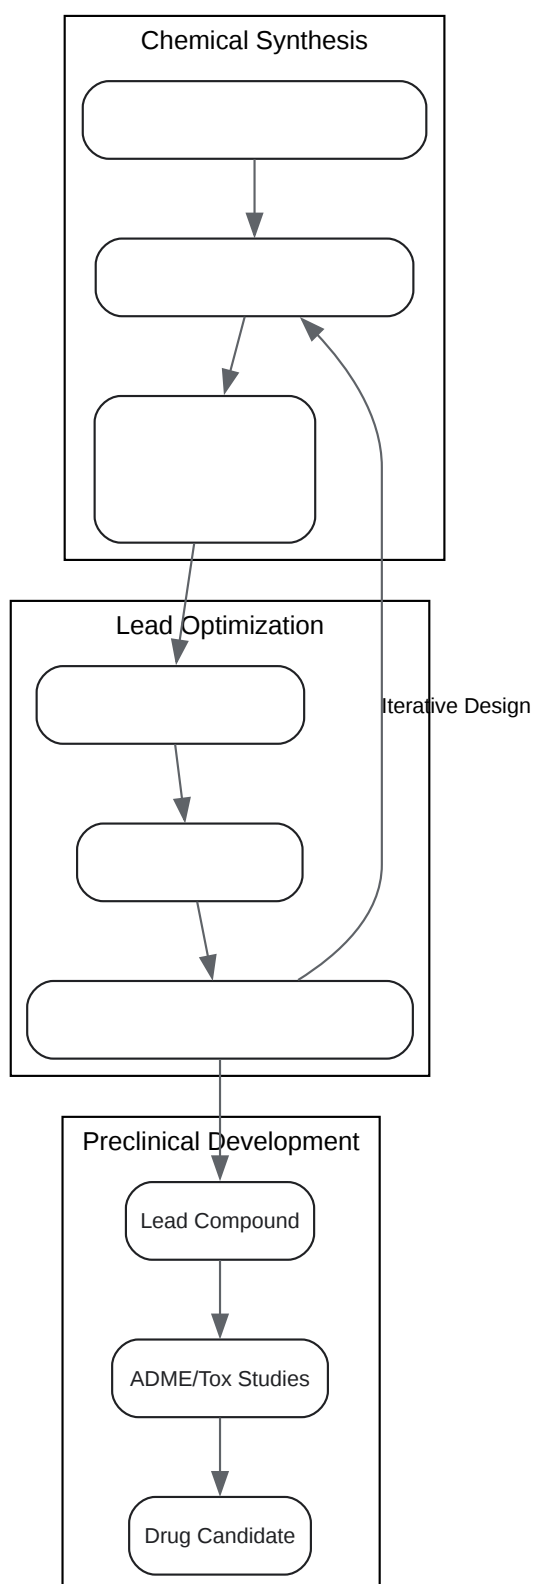 Chemical Synthesis
Lead Optimization
Iterative Design
Preclinical Development
Lead Compound
ADME/Tox Studies
Drug Candidate